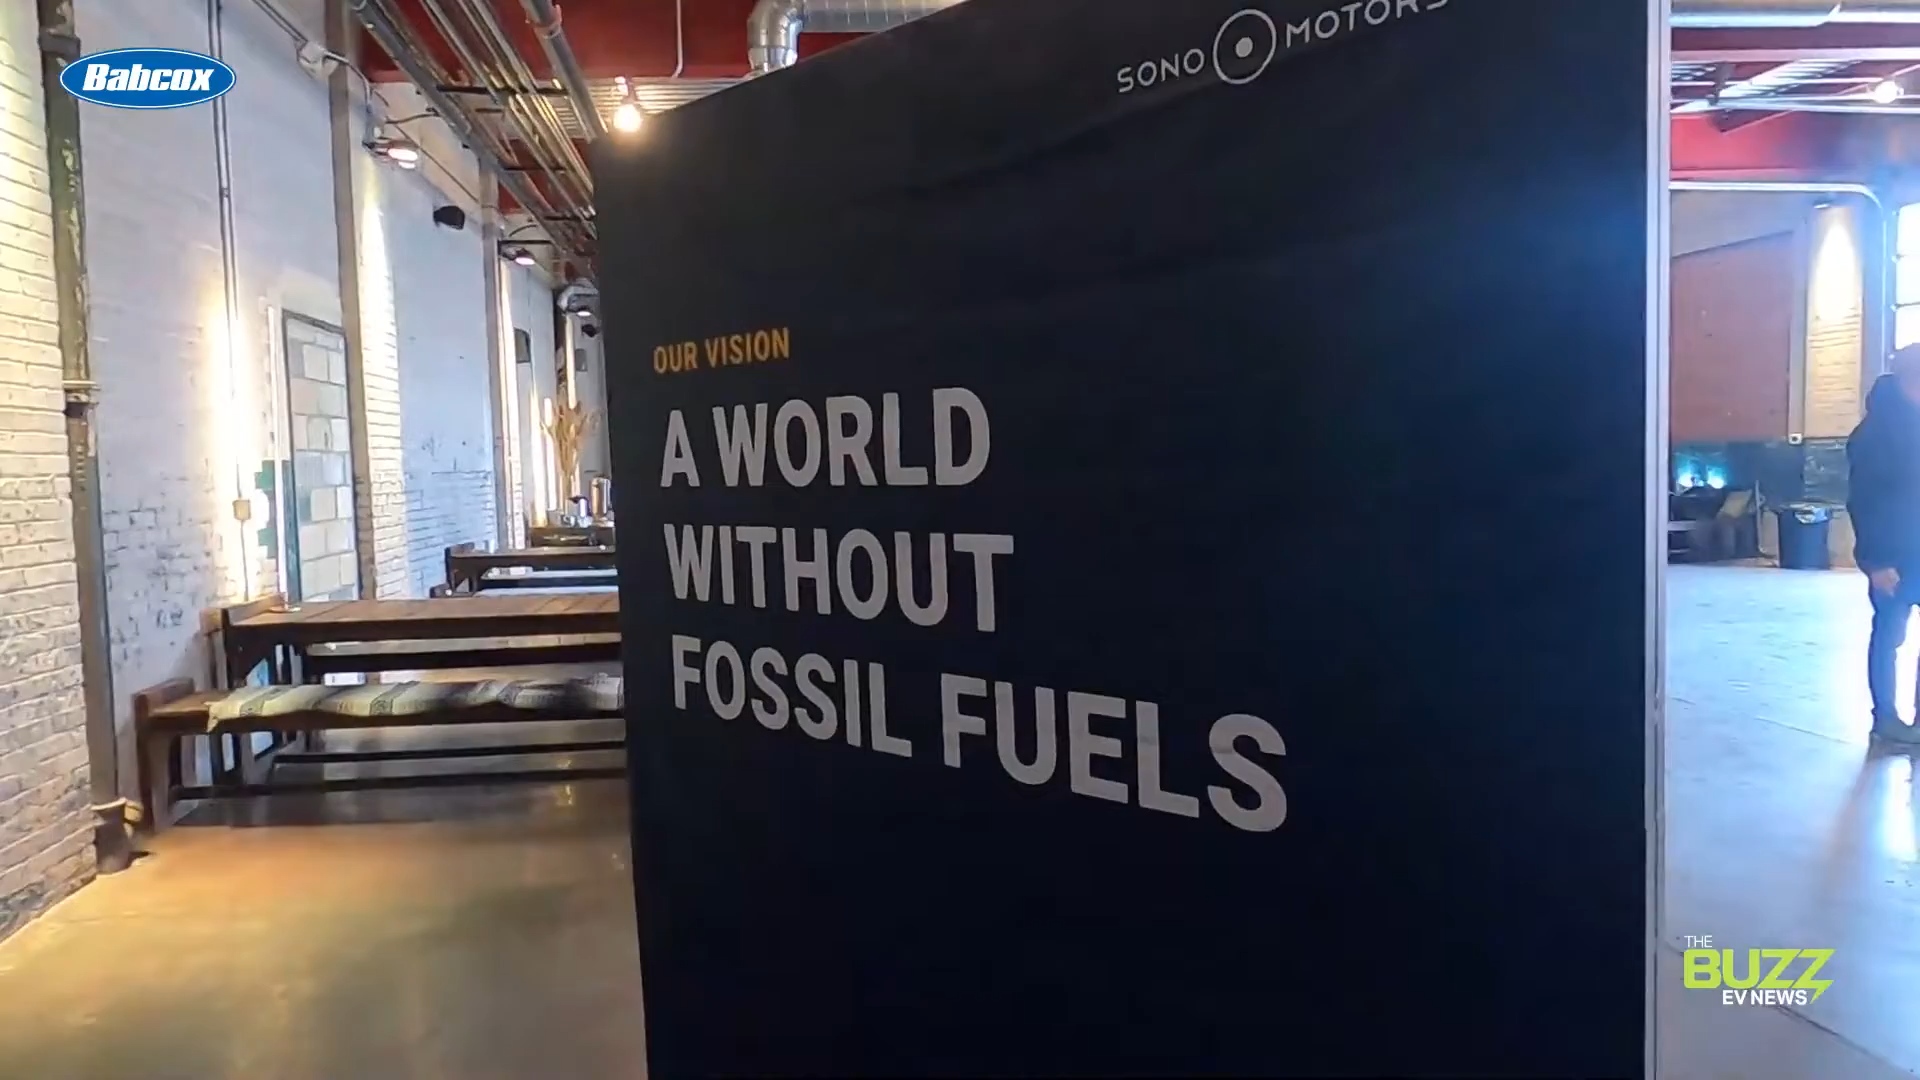 Babcox
SONO MOTORS
OUR VISION
A WORLD
WITHOUT
FOSSIL FUELS
THE
BUZZ
EV NEWS